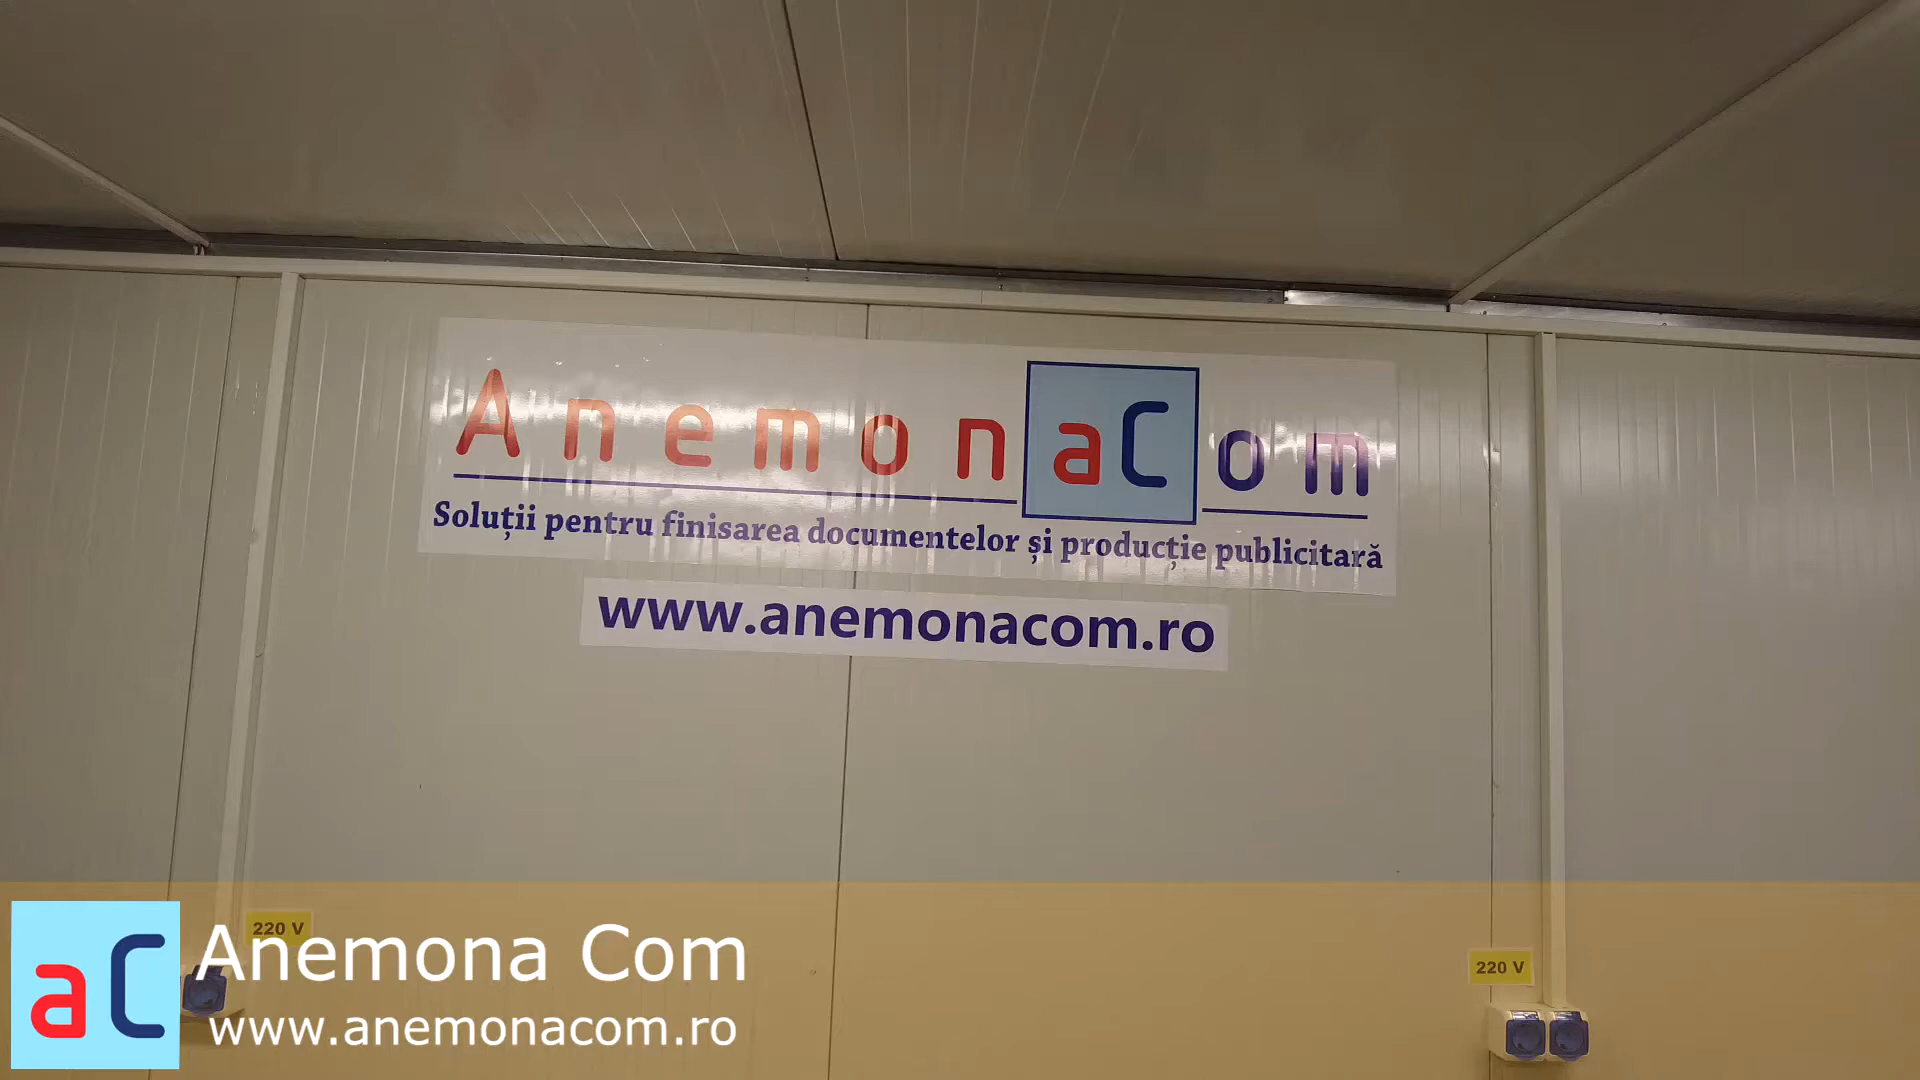 AnemonaCom
Soluții pentru finisarea documentelor și producție publicitară
www.anemonacom.ro
220 V
220 V
aC
Anemona Com
www.anemonacom.ro